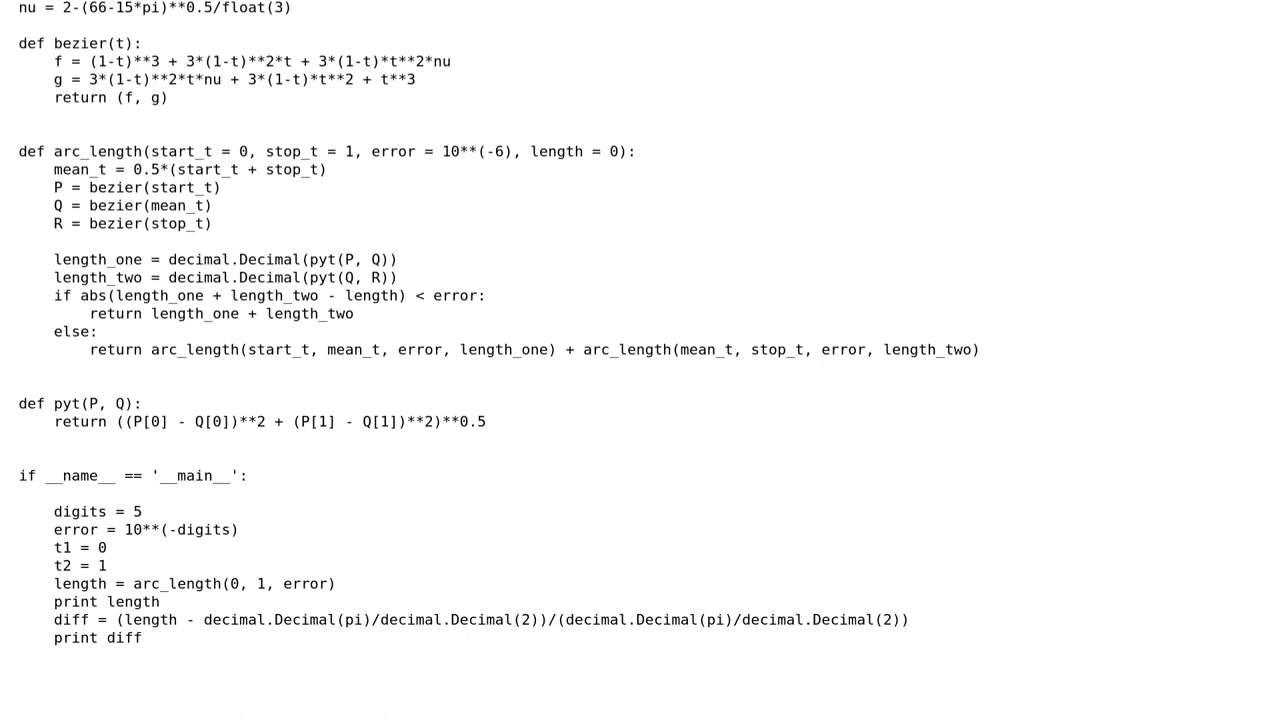 nu = 2-(66-15*pi)**0.5/float(3)

def bezier(t):
    f = (1-t)**3 + 3*(1-t)**2*t + 3*(1-t)*t**2*nu
    g = 3*(1-t)**2*t*nu + 3*(1-t)*t**2 + t**3
    return (f, g)


def arc_length(start_t = 0, stop_t = 1, error = 10**(-6), length = 0):
    mean_t = 0.5*(start_t + stop_t)
    P = bezier(start_t)
    Q = bezier(mean_t)
    R = bezier(stop_t)

    length_one = decimal.Decimal(pyt(P, Q))
    length_two = decimal.Decimal(pyt(Q, R))
    if abs(length_one + length_two - length) < error:
        return length_one + length_two
    else:
        return arc_length(start_t, mean_t, error, length_one) + arc_length(mean_t, stop_t, error, length_two)


def pyt(P, Q):
    return ((P[0] - Q[0])**2 + (P[1] - Q[1])**2)**0.5


if __name__ == '__main__':

    digits = 5
    error = 10**(-digits)
    t1 = 0
    t2 = 1
    length = arc_length(0, 1, error)
    print length
    diff = (length - decimal.Decimal(pi)/decimal.Decimal(2))/(decimal.Decimal(pi)/decimal.Decimal(2))
    print diff